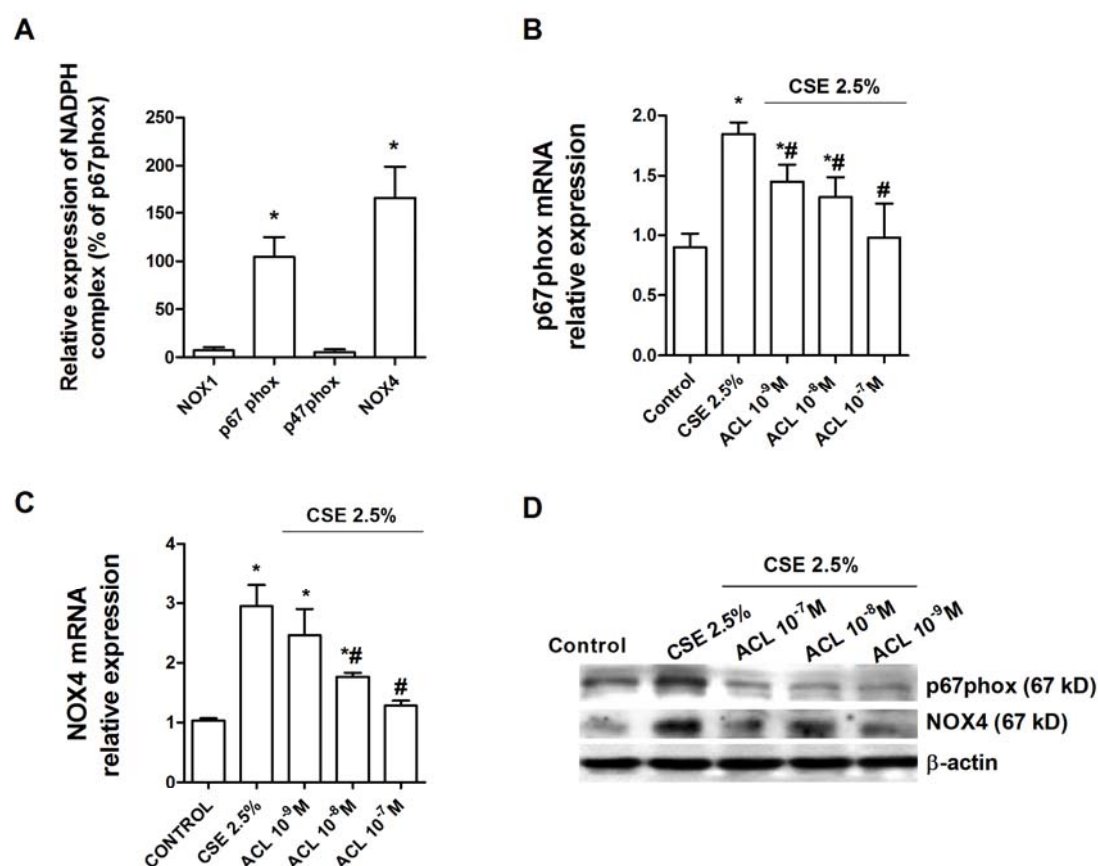 A
Relative expression of NADPH
complex (% of p67phox)
250
200
150
100
50
0
*
*
NOX1
p67 phox
p47phox
NOX4
B
CSE 2.5%
p67phox mRNA
relative expression
2.0
1.5
1.0
0.5
0.0
*
*#
*#
#
Control
CSE 2.5%
ACL 10⁻⁹M
ACL 10⁻⁸M
ACL 10⁻⁷M
C
CSE 2.5%
NOX4 mRNA
relative expression
4
3
2
1
0
*
*
*#
#
CONTROL
CSE 2.5%
ACL 10⁻⁹M
ACL 10⁻⁸M
ACL 10⁻⁷M
D
CSE 2.5%
Control
CSE 2.5%
ACL 10⁻⁷M
ACL 10⁻⁸M
ACL 10⁻⁹M
p67phox (67 kD)
NOX4 (67 kD)
β-actin